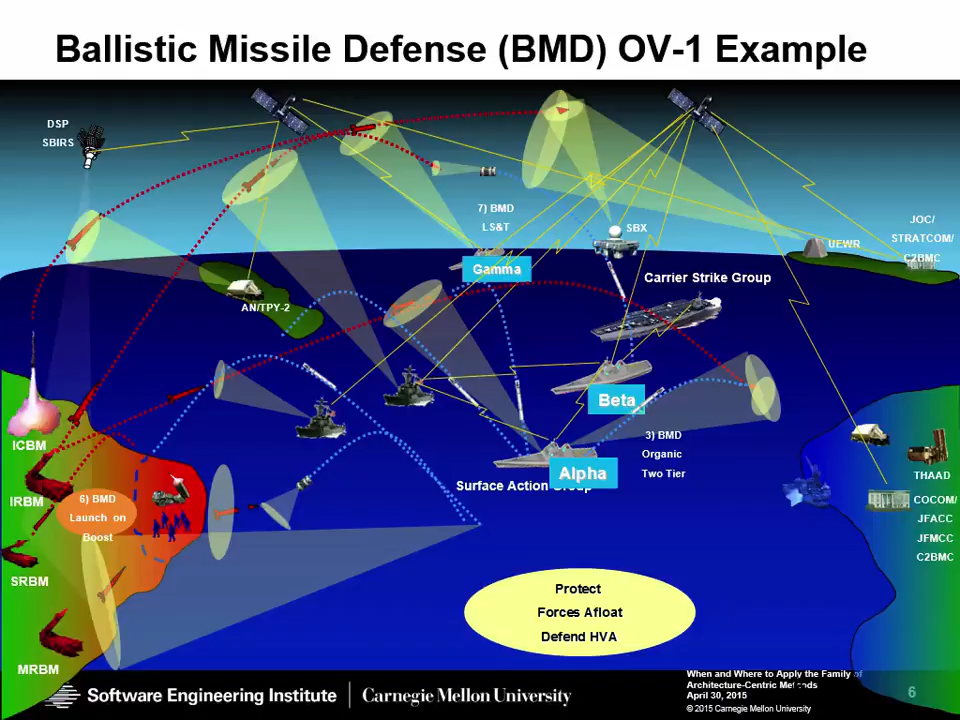 Ballistic Missile Defense (BMD) OV-1 Example
DSP
SBIRS
7) BMD
LS&T
SBX
UEWR
JOC/
STRATCOM/
C2BMC
Gamma
Carrier Strike Group
AN/TPY-2
Beta
3) BMD
Organic
Two Tier
Alpha
Surface Action Group
ICBM
IRBM
6) BMD
Launch on
Boost
SRBM
MRBM
THAAD
COCOM/
JFACC
JFMCC
C2BMC
Protect
Forces Afloat
Defend HVA
Software Engineering Institute
Carnegie Mellon University
When and Where to Apply the Family of
Architecture-Centric Methods
April 30, 2015
© 2015 Carnegie Mellon University
6